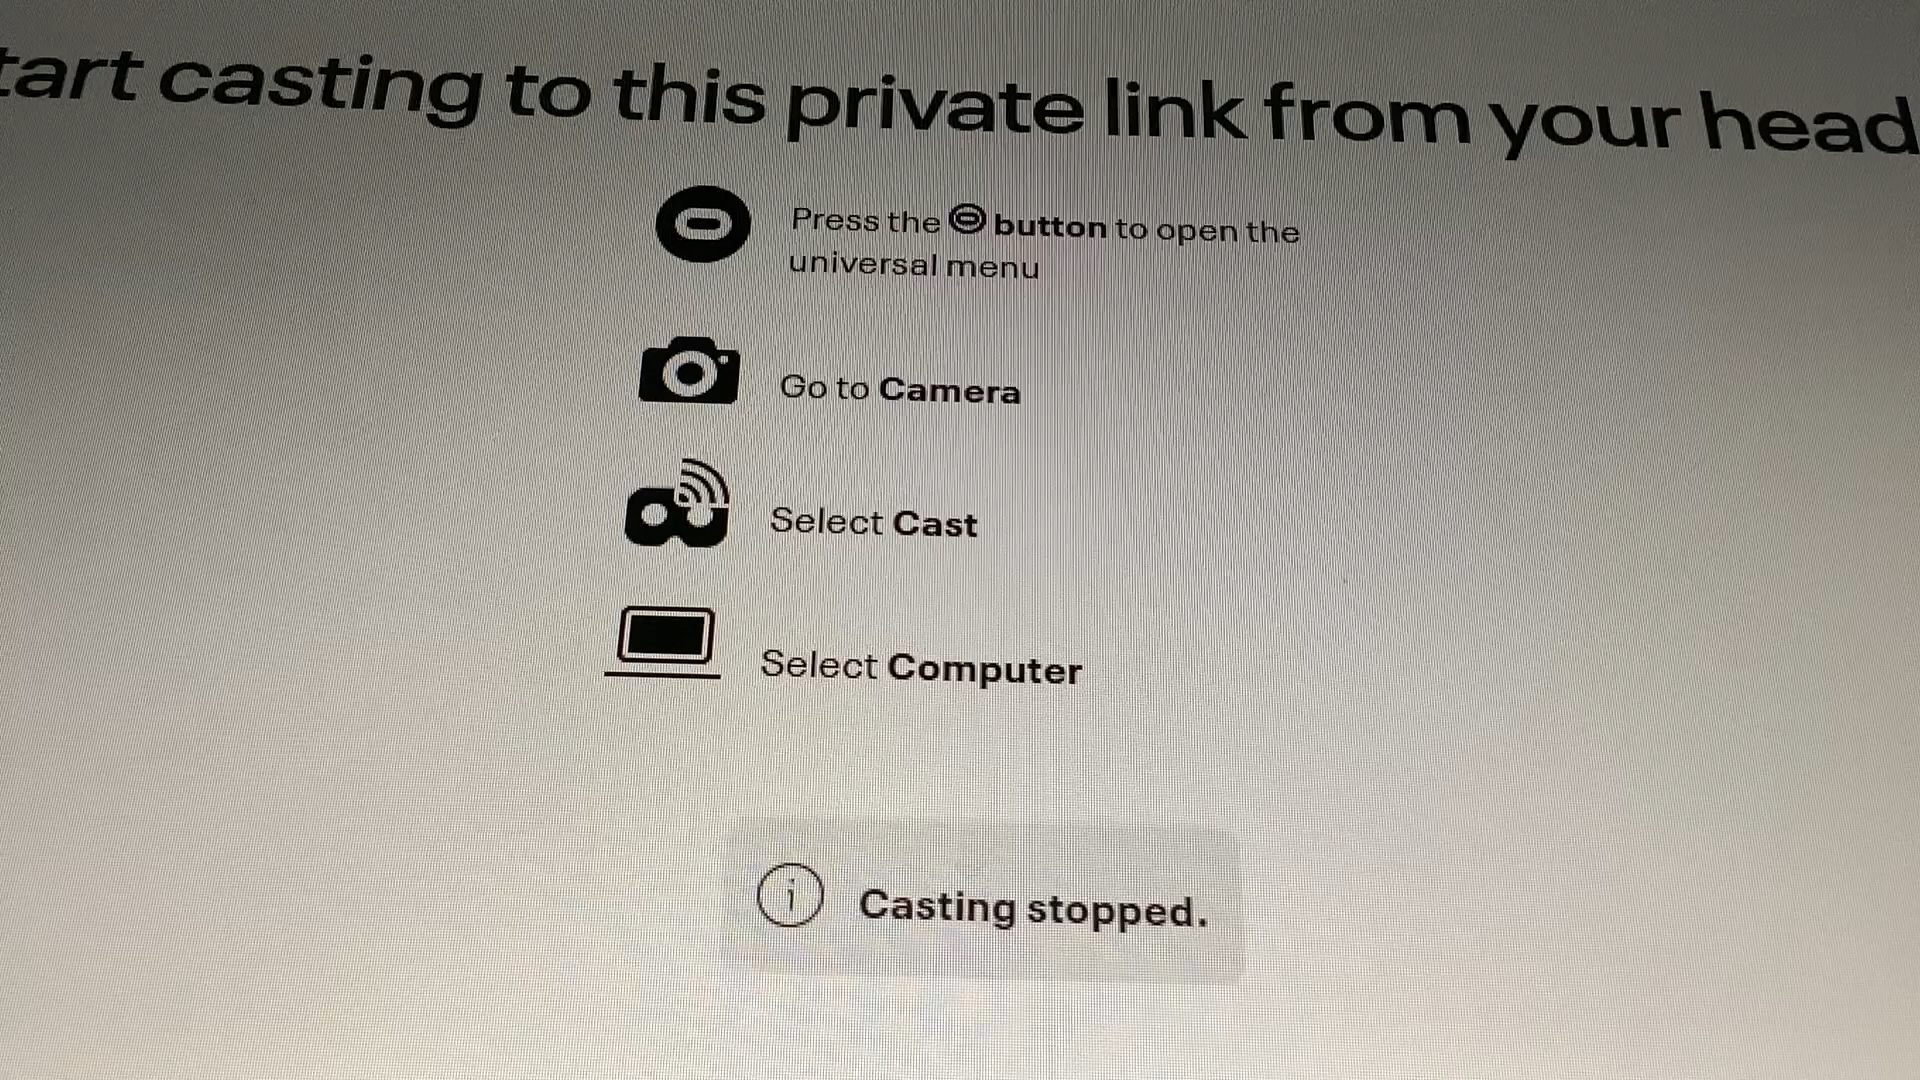 tart casting to this private link from your head
Press the button to open the
universal menu
Go to Camera
Select Cast
Select Computer
Casting stopped.